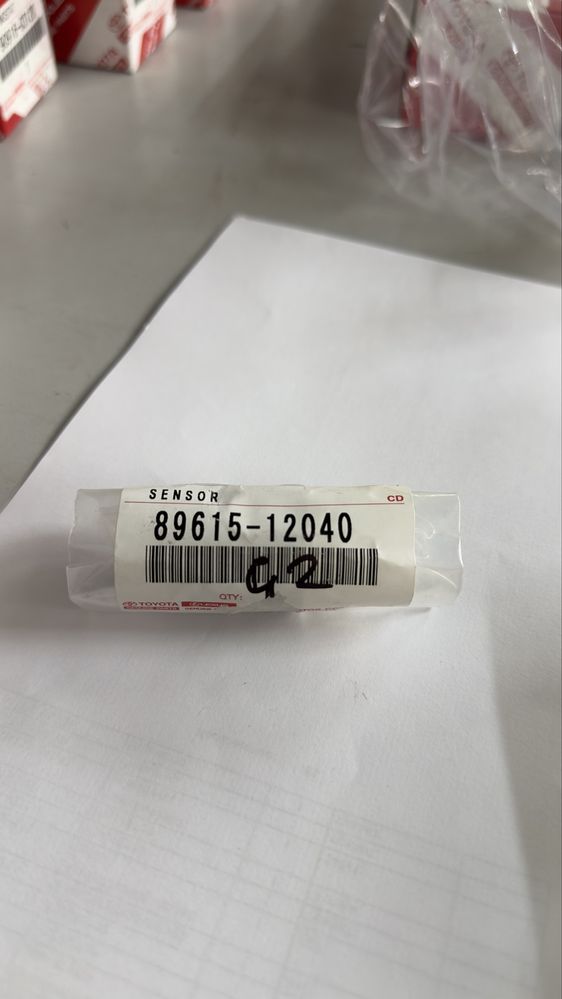 SENSOR
CD
89615-12040
G2
QTY:
TOYOTA